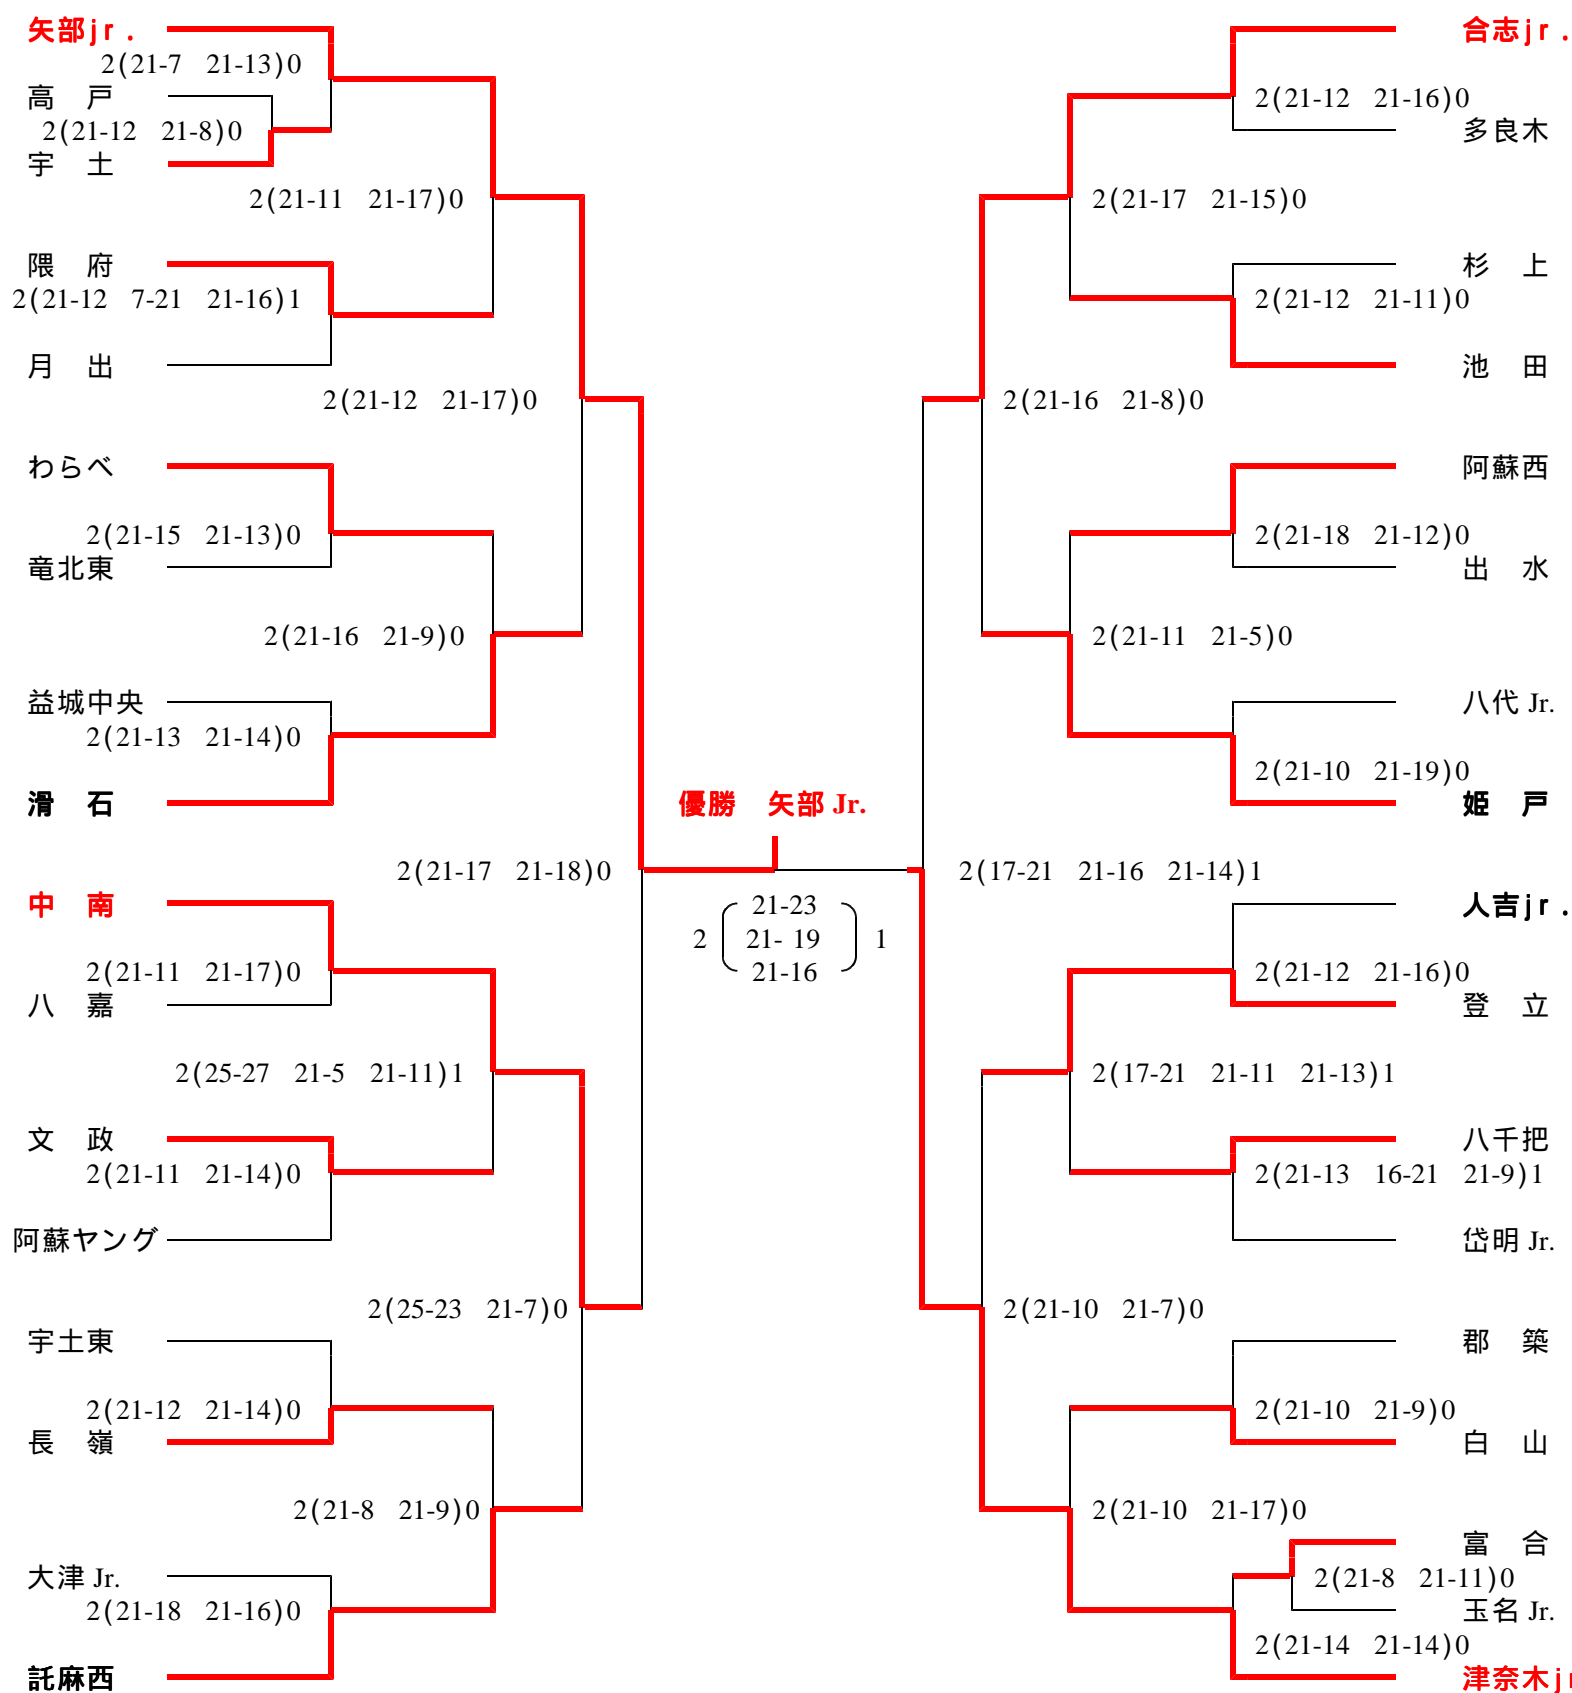 矢部jr.
2(21-7 21-13)0
高 戸
2(21-12 21-8)0
宇 土
2(21-11 21-17)0
隈 府
2(21-12 7-21 21-16)1
月 出
2(21-12 21-17)0
わらべ
2(21-15 21-13)0
竜北東
2(21-16 21-9)0
益城中央
2(21-13 21-14)0
滑 石
2(21-17 21-18)0
中 南
2(21-11 21-17)0
八 嘉
2(25-27 21-5 21-11)1
文 政
2(21-11 21-14)0
阿蘇ヤング
2(25-23 21-7)0
宇土東
2(21-12 21-14)0
長 嶺
2(21-8 21-9)0
大津 Jr.
2(21-18 21-16)0
託麻西
優勝 矢部 Jr.
21-23
2 ( 21- 19 ) 1
21-16
合志jr.
2(21-12 21-16)0
多良木
2(21-17 21-15)0
杉 上
2(21-12 21-11)0
池 田
2(21-16 21-8)0
阿蘇西
2(21-18 21-12)0
出 水
2(21-11 21-5)0
八代 Jr.
2(21-10 21-19)0
姫 戸
2(17-21 21-16 21-14)1
人吉jr.
2(21-12 21-16)0
登 立
2(17-21 21-11 21-13)1
八千把
2(21-13 16-21 21-9)1
岱明 Jr.
2(21-10 21-7)0
郡 築
2(21-10 21-9)0
白 山
2(21-10 21-17)0
富 合
2(21-8 21-11)0
玉名 Jr.
2(21-14 21-14)0
津奈木jr